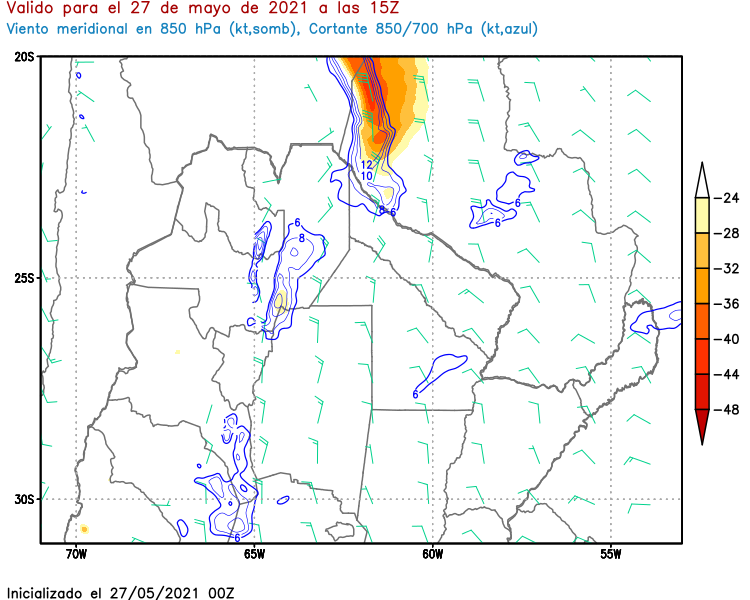 Valido para el 27 de mayo de 2021 a las 15Z
Viento meridional en 850 hPa (kt,somb), Cortante 850/700 hPa (kt,azul)
20S
12
10
8 6
6
6
6
8
-24
-28
25S
-32
-36
-40
6
-44
-48
30S
6
70W 65W 60W 55W
Inicializado el 27/05/2021 00Z